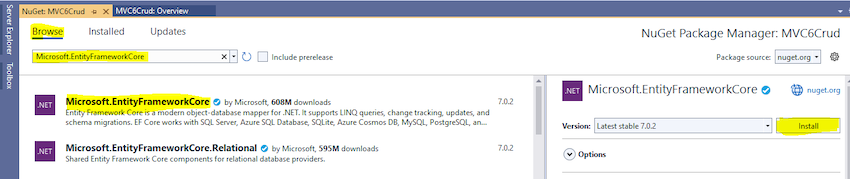 NuGet: MVC6Crud
MVC6Crud: Overview
Server Explorer
Toolbox
Browse
Installed
Updates
NuGet Package Manager: MVC6Crud
Microsoft.EntityFrameworkCore
Include prerelease
Package source: nuget.org
.NET
Microsoft.EntityFrameworkCore by Microsoft, 608M downloads
7.0.2
Entity Framework Core is a modern object-database mapper for .NET. It supports LINQ queries, change tracking, updates, and
schema migrations. EF Core works with SQL Server, Azure SQL Database, SQLite, Azure Cosmos DB, MySQL, PostgreSQL, an...
.NET
Microsoft.EntityFrameworkCore.Relational by Microsoft, 595M downloads
7.0.2
Shared Entity Framework Core components for relational database providers.
.NET
Microsoft.EntityFrameworkCore
nuget.org
Version: Latest stable 7.0.2
Install
Options